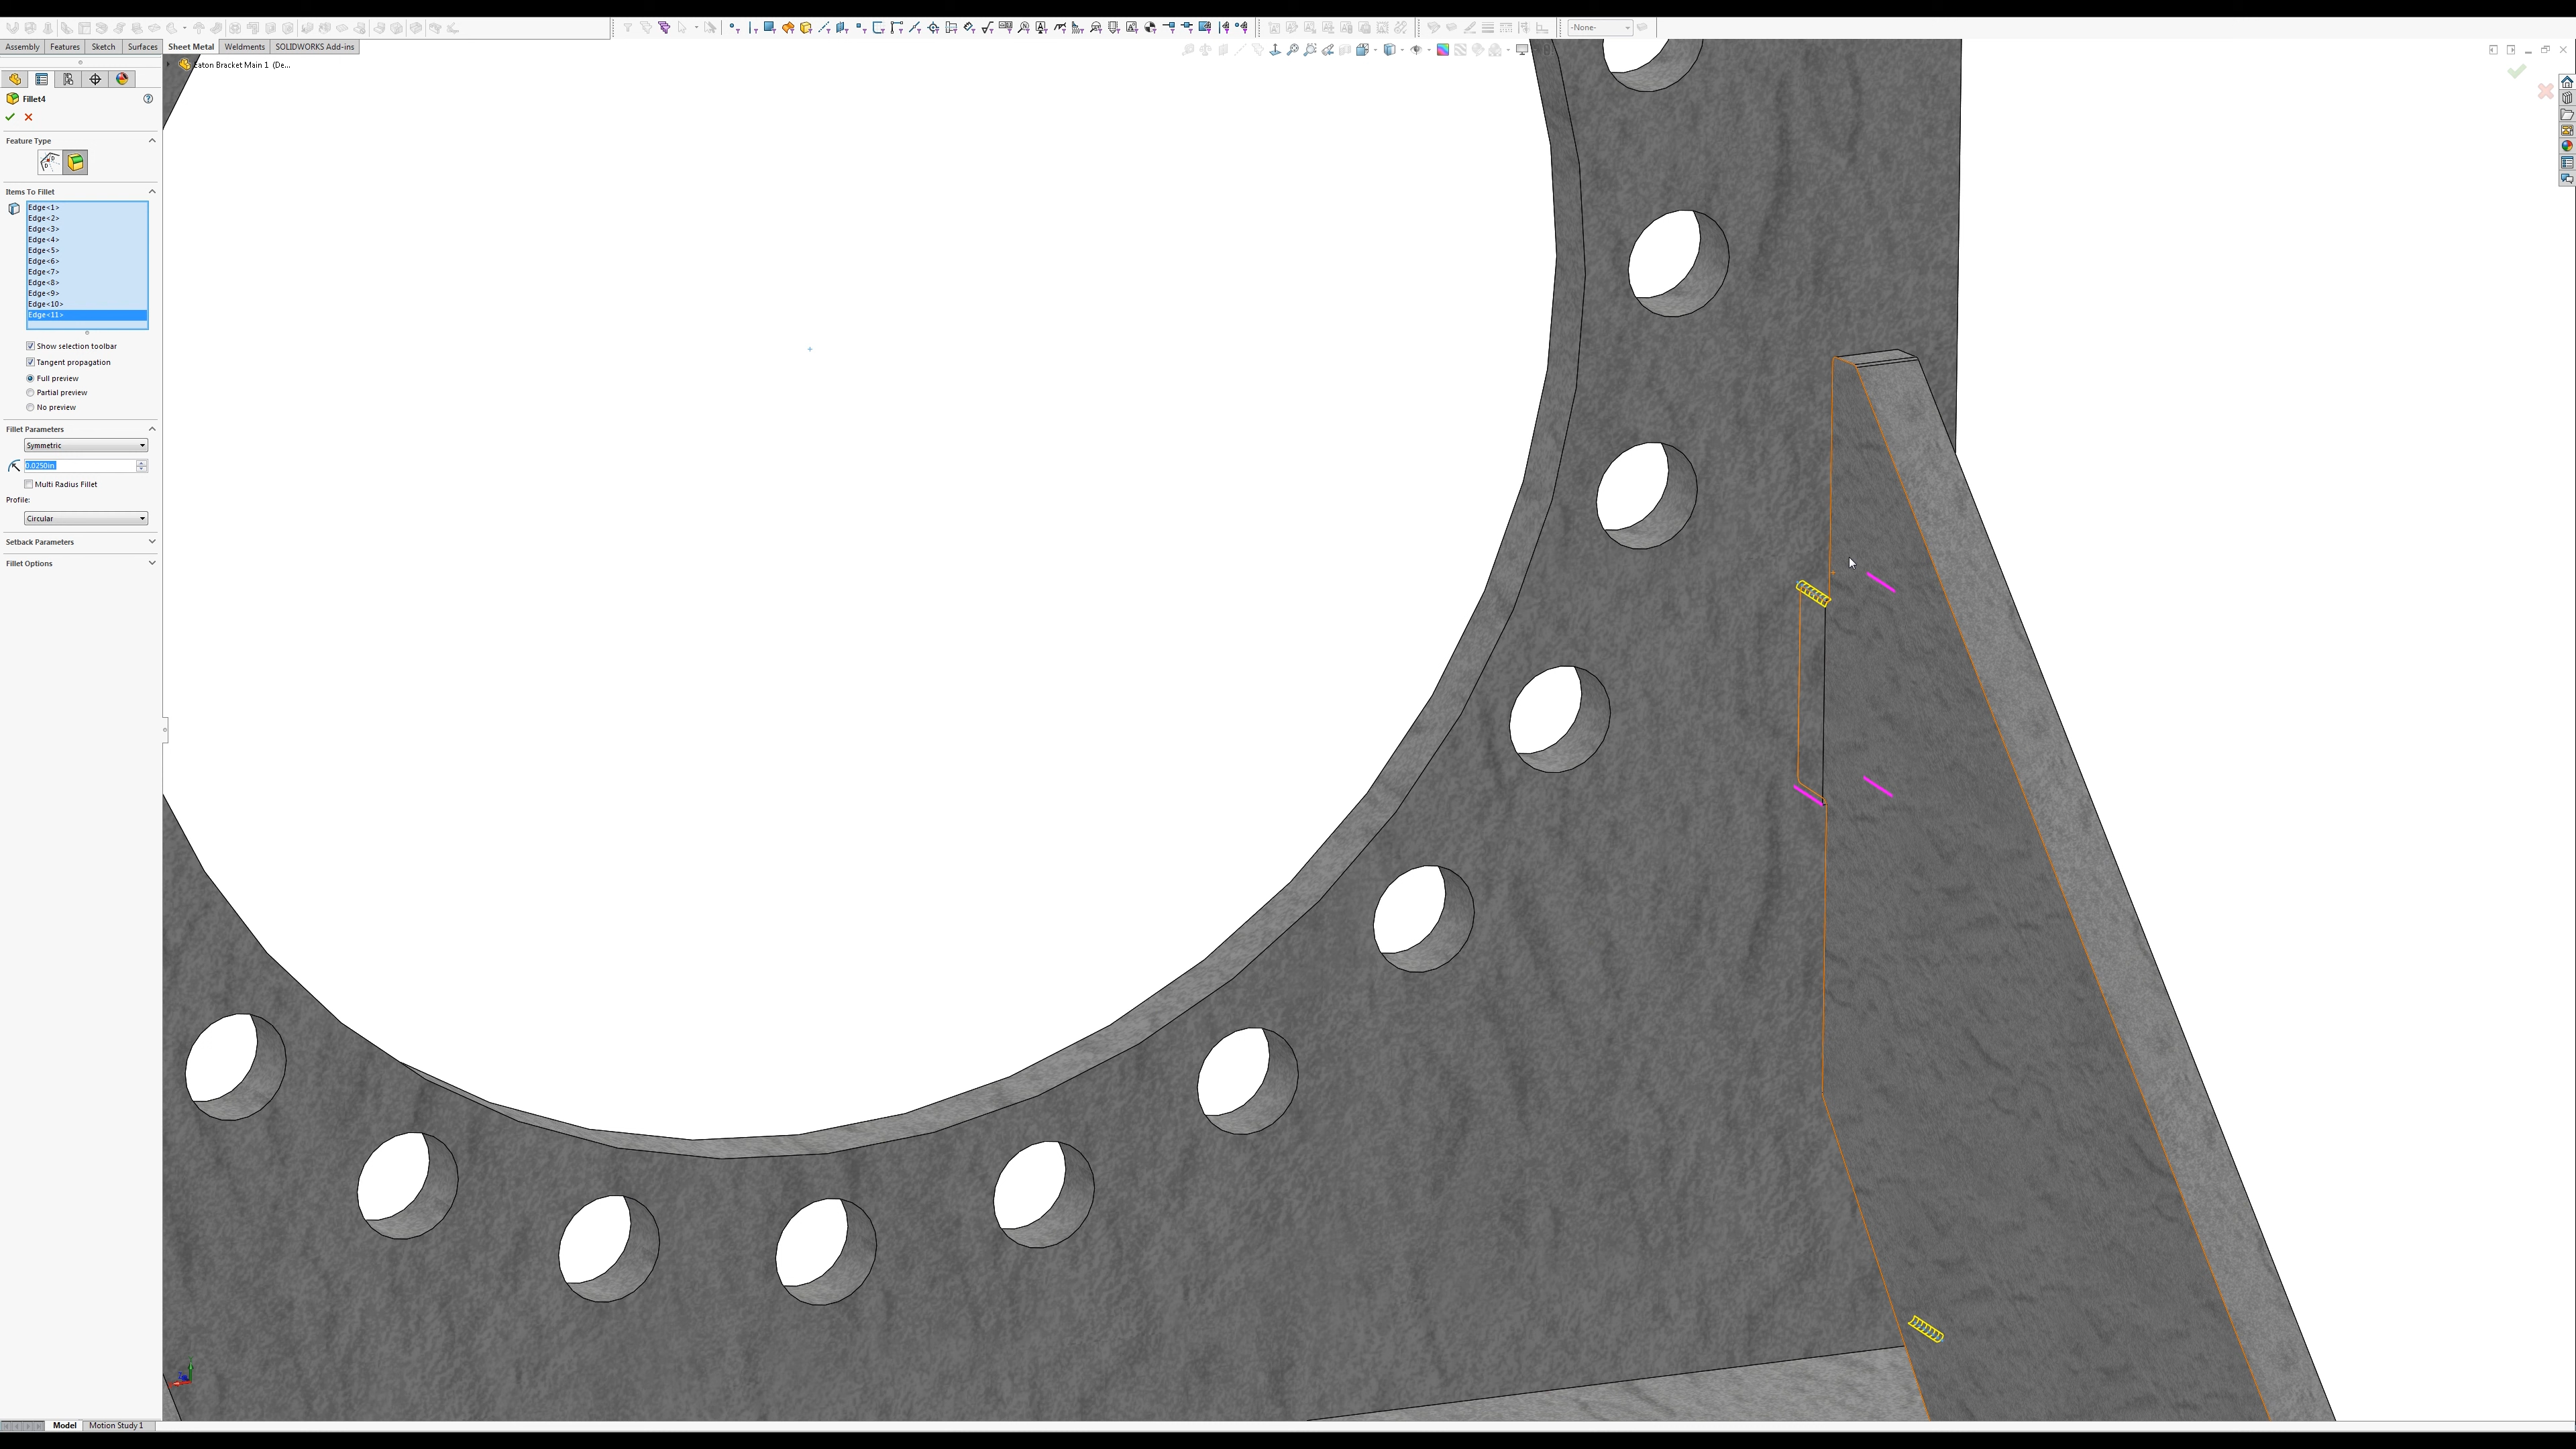 -None-
Assembly Features Sketch Surfaces Sheet Metal Weldments SOLIDWORKS Add-ins
aton Bracket Main 1 (De...
Fillet4
Feature Type
Items To Fillet
Edge<1>
Edge<2>
Edge<3>
Edge<4>
Edge<5>
Edge<6>
Edge<7>
Edge<8>
Edge<9>
Edge<10>
Edge<11>
Show selection toolbar
Tangent propagation
Full preview
Partial preview
No preview
Fillet Parameters
Symmetric
0.0250in
Multi Radius Fillet
Profile:
Circular
Setback Parameters
Fillet Options
Model Motion Study 1